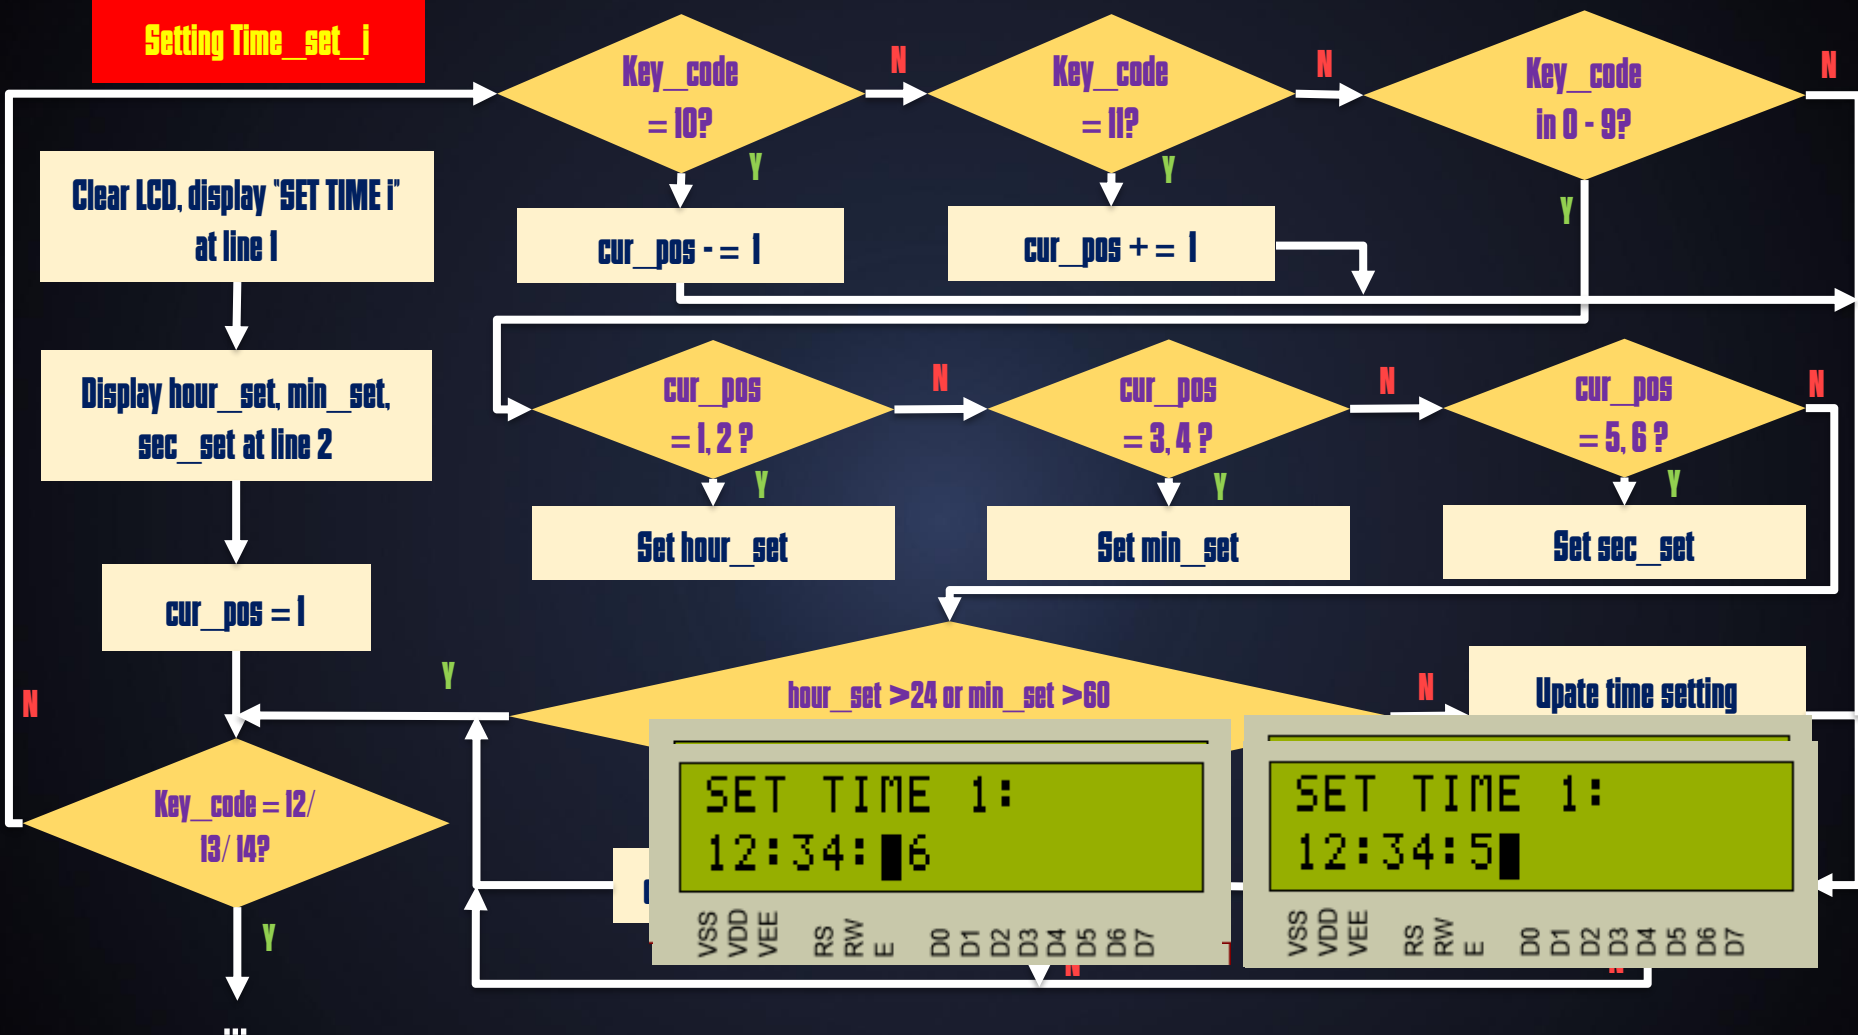 Setting Time_set_i
Key_code
= 10?
N
Key_code
= 11?
N
Key_code
in 0 - 9?
N
Y
Y
Y
Clear LCD, display "SET TIME i"
at line 1
cur_pos - = 1
cur_pos + = 1
Display hour_set, min_set,
sec_set at line 2
cur_pos
= 1, 2 ?
N
cur_pos
= 3, 4 ?
N
cur_pos
= 5, 6 ?
N
Y
Y
Y
Set hour_set
Set min_set
Set sec_set
cur_pos = 1
Y
hour_set >24 or min_set >60
N
Upate time setting
N
Key_code = 12/
13/ 14?
Y
...
SET TIME 1:
12:34: 6
VSS
VDD
VEE
RS
RW
E
D0
D1
D2
D3
D4
D5
D6
D7
N
SET TIME 1:
12:34:5
VSS
VDD
VEE
RS
RW
E
D0
D1
D2
D3
D4
D5
D6
D7